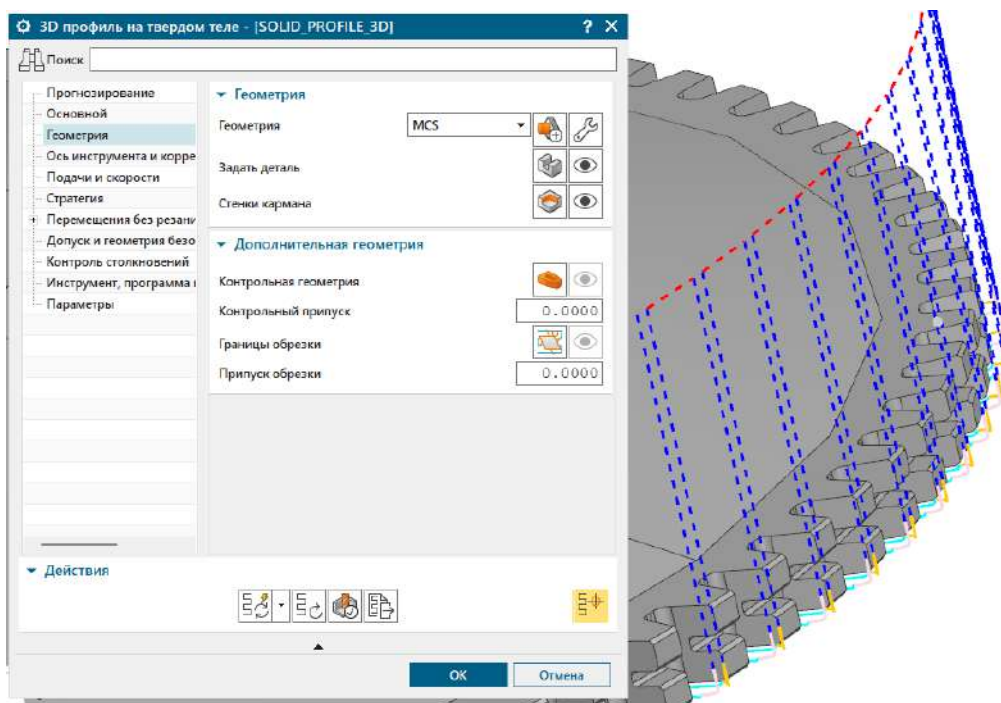 3D профиль на твердом теле - [SOLID_PROFILE_3D]
? X
Поиск
Прогнозирование
Основной
Геометрия
Ось инструмента и корре
Подачи и скорости
Стратегия
Перемещения без резани
Допуск и геометрия безо
Контроль столкновений
Инструмент, программа
Параметры
Геометрия
Геометрия MCS
Задать деталь
Стенки кармана
Дополнительная геометрия
Контрольная геометрия
Контрольный припуск 0.0000
Границы обрезки
Припуск обрезки 0.0000
Действия
ОК Отмена